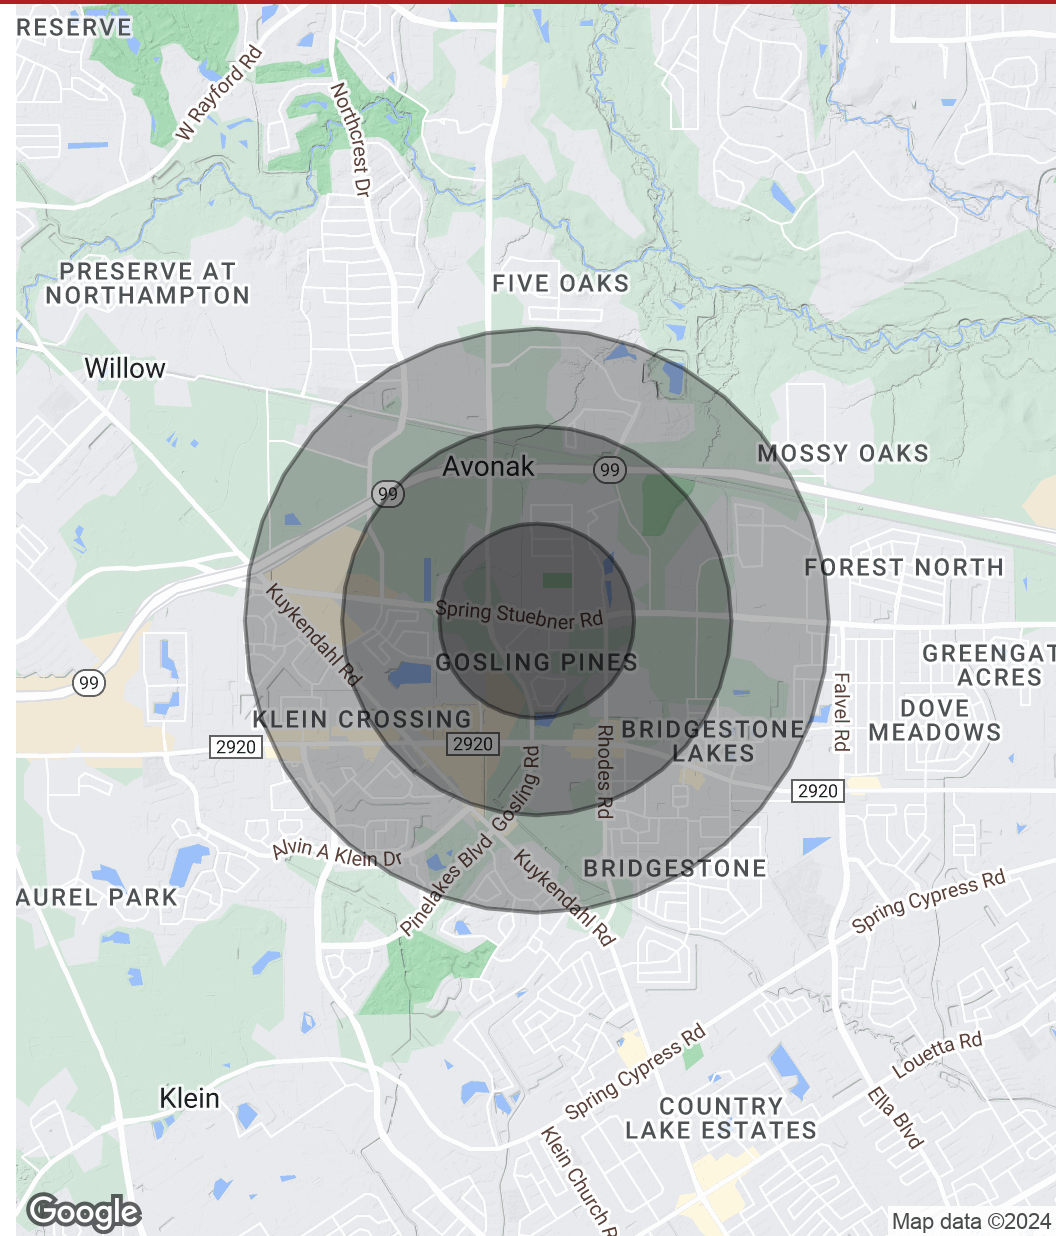 RESERVE
W Rayford Rd
Northcrest Dr
PRESERVE AT
NORTHAMPTON
FIVE OAKS
Willow
MOSSY OAKS
Avonak
99
99
FOREST NORTH
Spring Stuebner Rd
Kuykendahl Rd
GOSLING PINES
GREENGAT
ACRES
99
Falvel Rd
DOVE
MEADOWS
KLEIN CROSSING
BRIDGESTONE
LAKES
2920
2920
Rhodes Rd
Gosling Rd
2920
Alvin A Klein Dr
Pinelakes Blvd
Kuykendahl Rd
BRIDGESTONE
AUREL PARK
Spring Cypress Rd
Spring Cypress Rd
Louetta Rd
Klein
COUNTRY
LAKE ESTATES
Ella Blvd
Klein Church R
Google
Map data ©2024